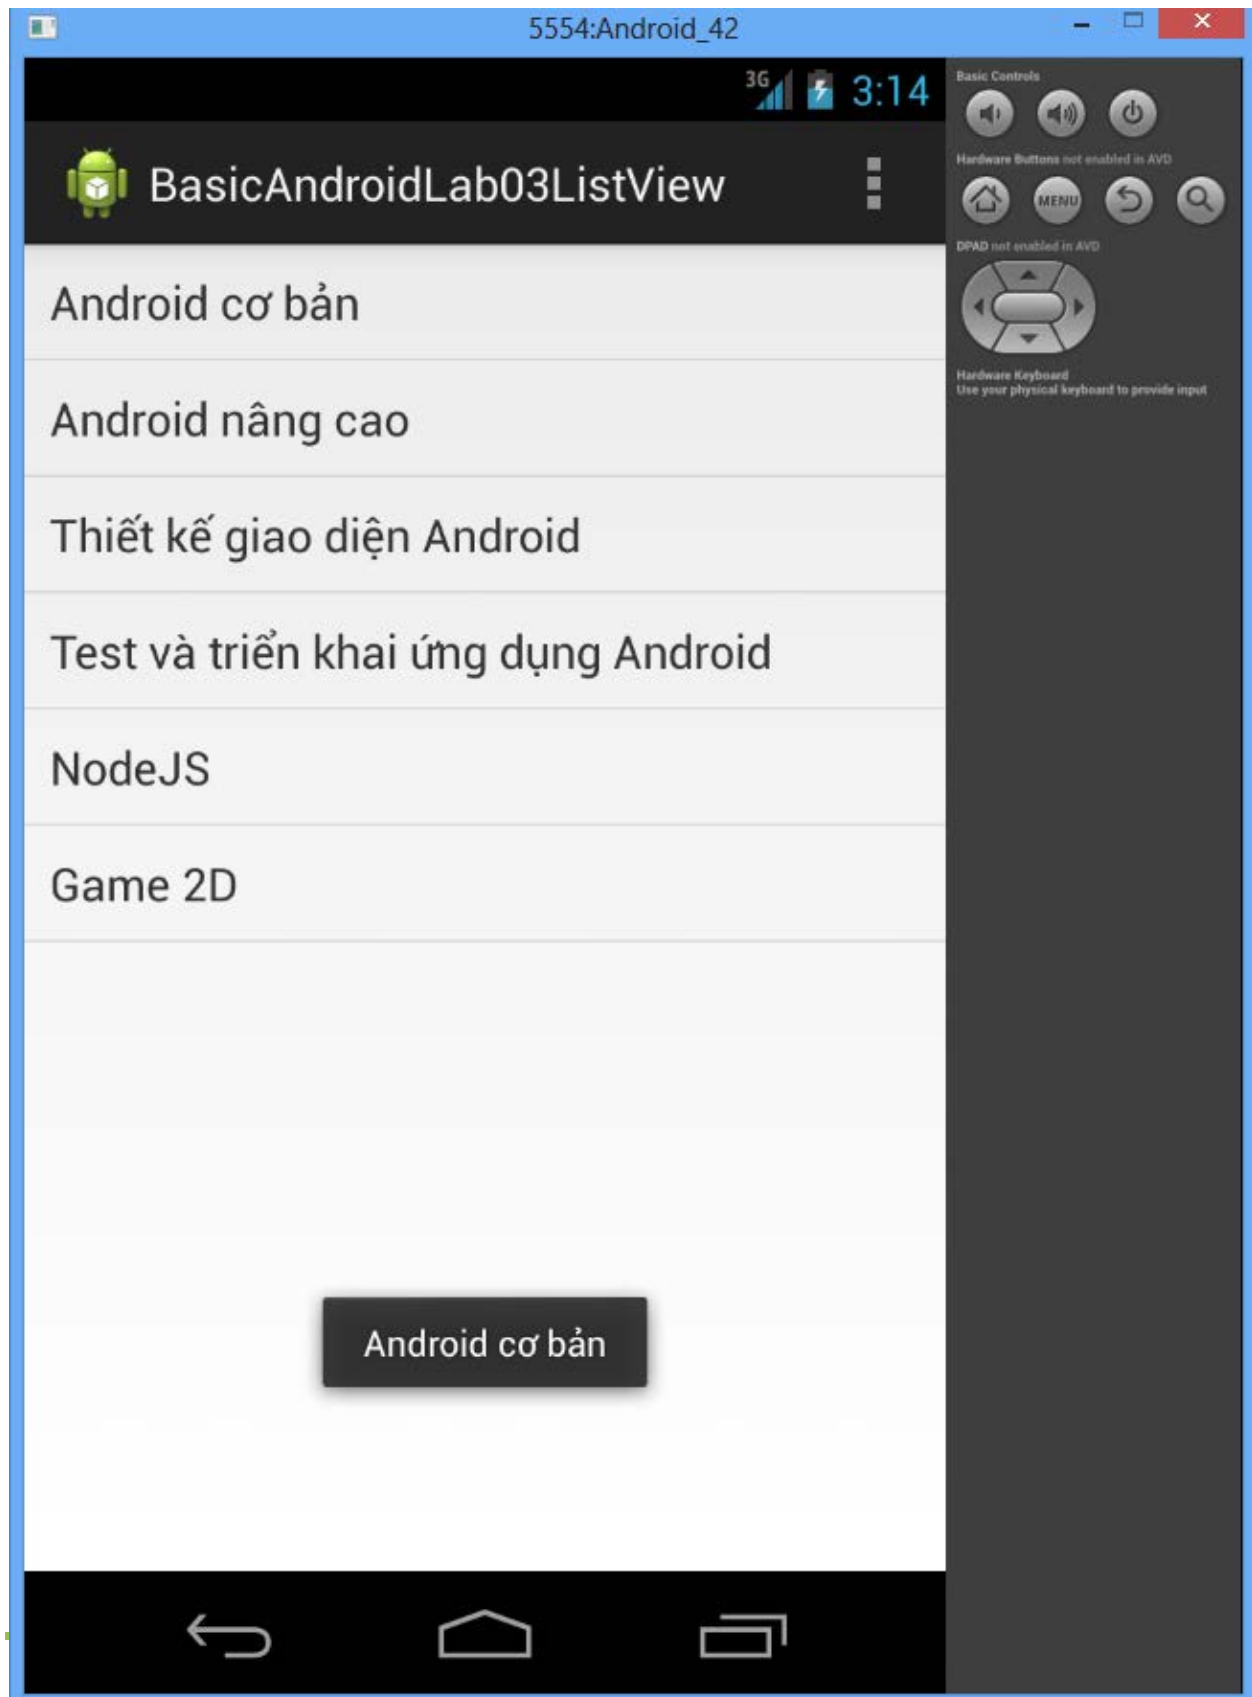 5554:Android_42
3G 3:14
BasicAndroidLab03ListView
Android cơ bản
Android nâng cao
Thiết kế giao diện Android
Test và triển khai ứng dụng Android
NodeJS
Game 2D
Android cơ bản
Basic Controls
Hardware Buttons not enabled in AVD
MENU
DPAD not enabled in AVD
Hardware Keyboard
Use your physical keyboard to provide input